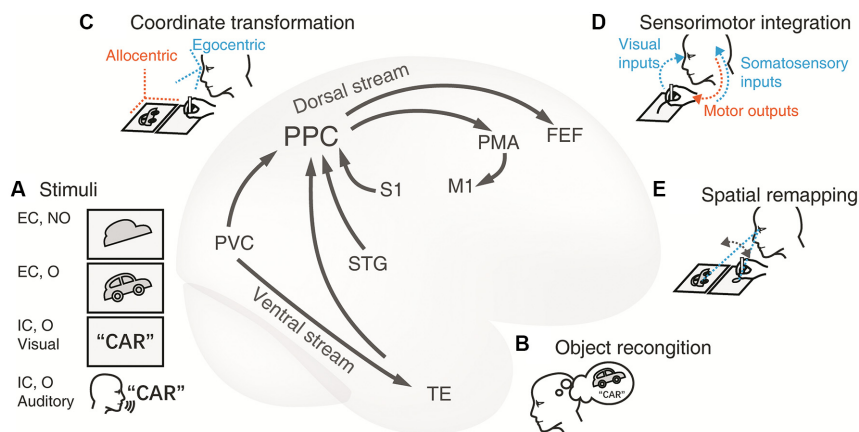 C Coordinate transformation
Allocentric
Egocentric
D Sensorimotor integration
Visual
inputs
Somatosensory
inputs
Motor outputs
Dorsal stream
PPC
PMA
FEF
M1
S1
STG
PVC
Ventral stream
TE
A Stimuli
EC, NO
EC, O
IC, O
Visual
“CAR”
IC, O
Auditory
“CAR”
E Spatial remapping
B Object recongition
“CAR”